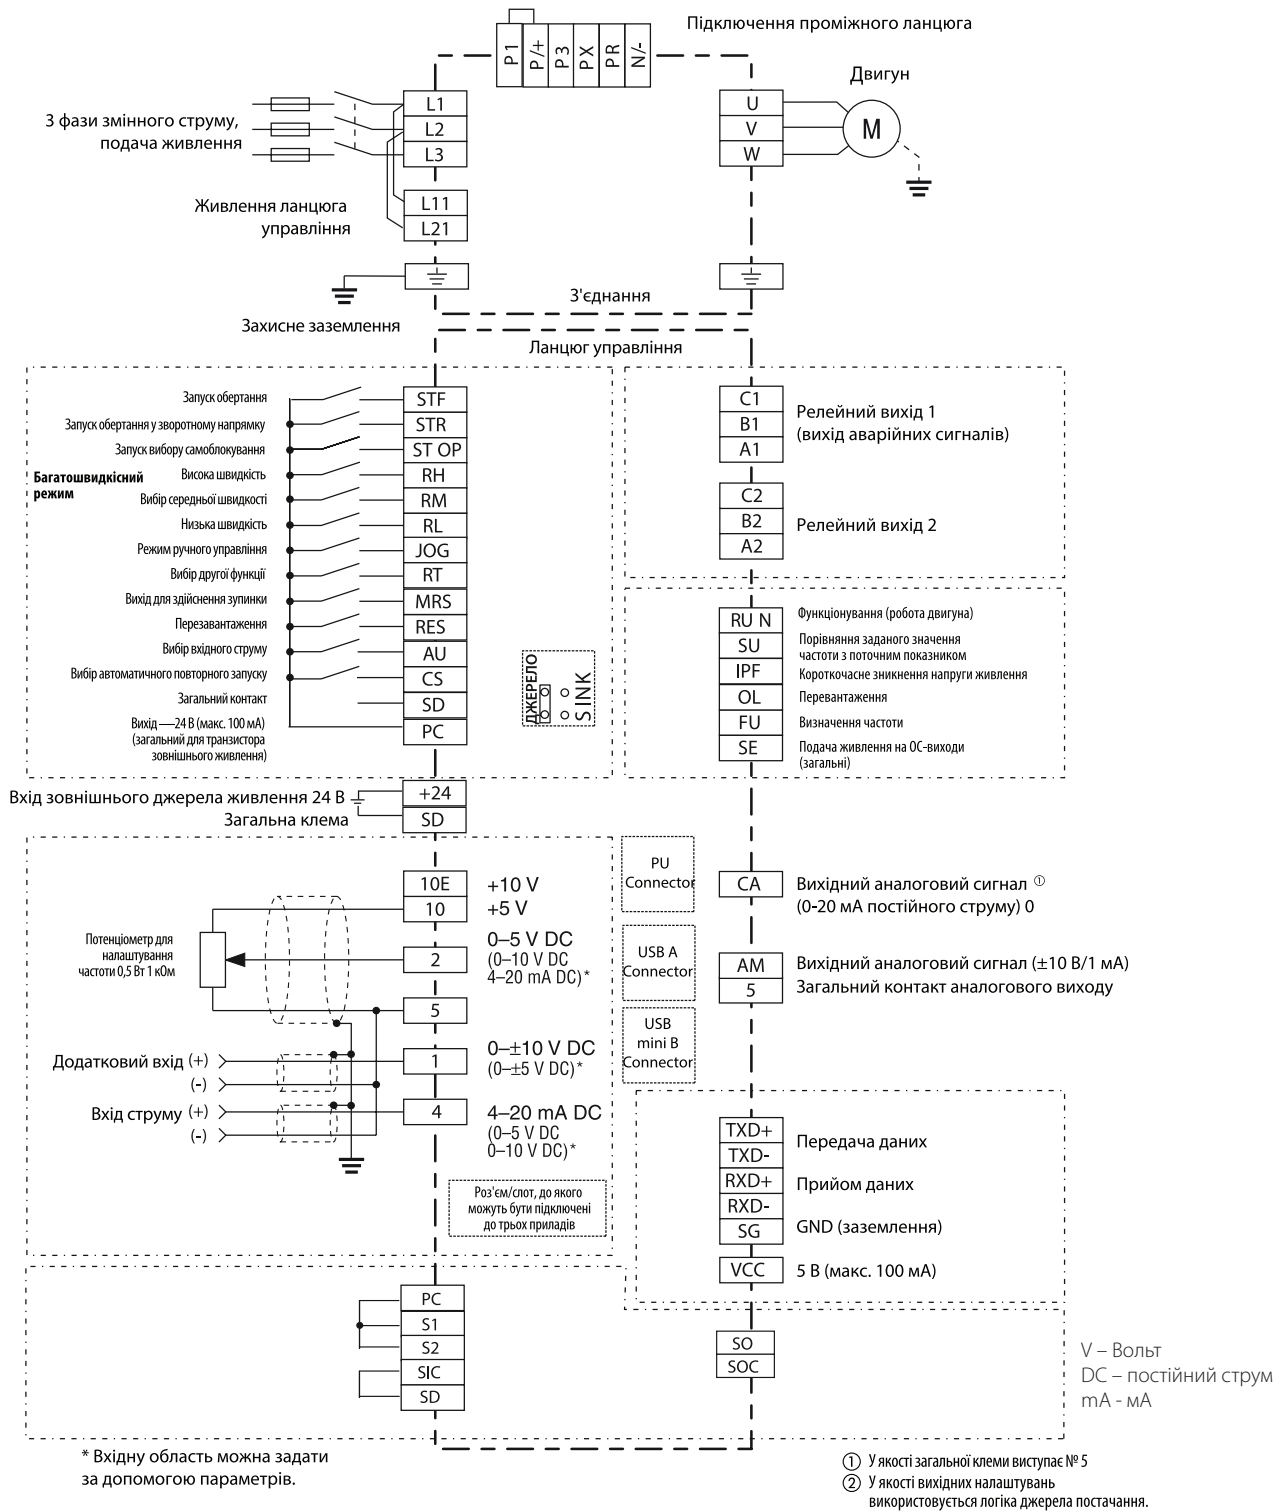 Підключення проміжного ланцюга
P1
P/+
P3
PX
PR
N/-
Двигун
3 фази змінного струму,
подача живлення
L1
L2
L3
U
V
W
M
Живлення ланцюга
управління
L11
L21
З'єднання
Захисне заземлення
Ланцюг управління
Запуск обертання
STF
Запуск обертання у зворотному напрямку
STR
Запуск вибору самоблокування
ST OP
Багатошвидкісний
режим
Висока швидкість
RH
Вибір середньої швидкості
RM
Низька швидкість
RL
Режим ручного управління
JOG
Вибір другої функції
RT
Вихід для здійснення зупинки
MRS
Перезавантаження
RES
Вибір вхідного струму
AU
Вибір автоматичного повторного запуску
CS
Загальний контакт
SD
Вихід —24 В (макс. 100 мА)
(загальний для транзистора
зовнішнього живлення)
PC
ДЖЕРЕЛО
SINK
C1
B1
A1
Релейний вихід 1
(вихід аварійних сигналів)
C2
B2
A2
Релейний вихід 2
RU N
Функціонування (робота двигуна)
SU
Порівняння заданого значення
частоти з поточним показником
IPF
Короткочасне зникнення напруги живлення
OL
Перевантаження
FU
Визначення частоти
SE
Подача живлення на ОС-виходи
(загальні)
Вхід зовнішнього джерела живлення 24 В
+24
Загальна клема
SD
10E
+10 V
10
+5 V
Потенціометр для
налаштування
частоти 0,5 Вт 1 кОм
2
0–5 V DC
(0–10 V DC
4–20 mA DC)*
5
Додатковий вхід (+)
(-)
1
0–±10 V DC
(0–±5 V DC)*
Вхід струму (+)
(-)
4
4–20 mA DC
(0–5 V DC
0–10 V DC)*
Роз'єм/слот, до якого
можуть бути підключені
до трьох приладів
PU
Connector
USB A
Connector
USB
mini B
Connector
CA
Вихідний аналоговий сигнал ①
(0-20 мА постійного струму) 0
AM
Вихідний аналоговий сигнал (±10 В/1 мА)
5
Загальний контакт аналогового виходу
TXD+
TXD-
Передача даних
RXD+
RXD-
Прийом даних
SG
GND (заземлення)
VCC
5 В (макс. 100 мА)
PC
S1
S2
SIC
SD
SO
SOC
V – Вольт
DC – постійний струм
mA - мА
* Вхідну область можна задати
за допомогою параметрів.
① У якості загальної клеми виступає № 5
② У якості вихідних налаштувань
використовується логіка джерела постачання.